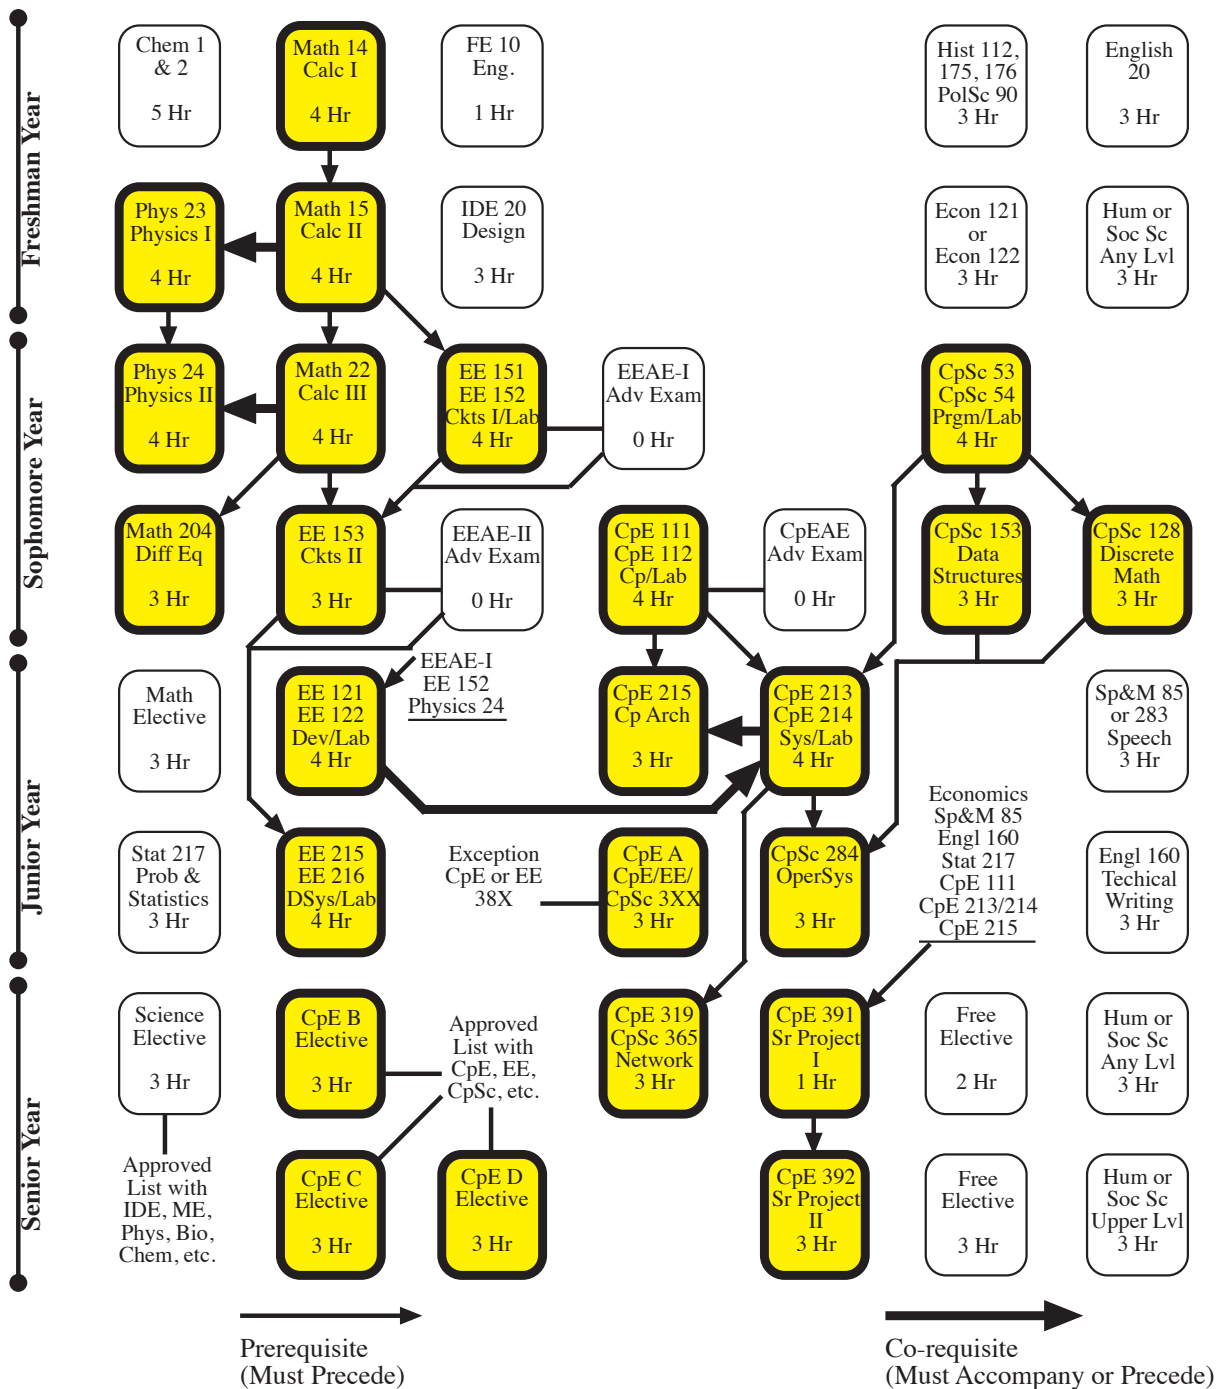 Freshman Year
Chem 1
& 2
5 Hr
Math 14
Calc I
4 Hr
FE 10
Eng.
1 Hr
Hist 112,
175, 176
PolSc 90
3 Hr
English
20
3 Hr
Phys 23
Physics I
4 Hr
Math 15
Calc II
4 Hr
IDE 20
Design
3 Hr
Econ 121
or
Econ 122
3 Hr
Hum or
Soc Sc
Any Lvl
3 Hr
Sophomore Year
Phys 24
Physics II
4 Hr
Math 22
Calc III
4 Hr
EE 151
EE 152
Ckts I/Lab
4 Hr
EEAE-I
Adv Exam
0 Hr
CpSc 53
CpSc 54
Prgm/Lab
4 Hr
Math 204
Diff Eq
3 Hr
EE 153
Ckts II
3 Hr
EEAE-II
Adv Exam
0 Hr
CpE 111
CpE 112
Cp/Lab
4 Hr
CpEAE
Adv Exam
0 Hr
CpSc 153
Data
Structures
3 Hr
CpSc 128
Discrete
Math
3 Hr
Junior Year
Math
Elective
3 Hr
EE 121
EE 122
Dev/Lab
4 Hr
EEAE-I
EE 152
Physics 24
CpE 215
Cp Arch
3 Hr
CpE 213
CpE 214
Sys/Lab
4 Hr
Sp&M 85
or 283
Speech
3 Hr
Stat 217
Prob &
Statistics
3 Hr
EE 215
EE 216
DSys/Lab
4 Hr
Exception
CpE or EE
38X
CpE A
CpE/EE/
CpSc 3XX
3 Hr
CpSc 284
OperSys
3 Hr
Economics
Sp&M 85
Engl 160
Stat 217
CpE 111
CpE 213/214
CpE 215
Engl 160
Techical
Writing
3 Hr
Senior Year
Science
Elective
3 Hr
CpE B
Elective
3 Hr
Approved
List with
CpE, EE,
CpSc, etc.
CpE 319
CpSc 365
Network
3 Hr
CpE 391
Sr Project
I
1 Hr
Free
Elective
2 Hr
Hum or
Soc Sc
Any Lvl
3 Hr
Approved
List with
IDE, ME,
Phys, Bio,
Chem, etc.
CpE C
Elective
3 Hr
CpE D
Elective
3 Hr
CpE 392
Sr Project
II
3 Hr
Free
Elective
3 Hr
Hum or
Soc Sc
Upper Lvl
3 Hr
Prerequisite
(Must Precede)
Co-requisite
(Must Accompany or Precede)